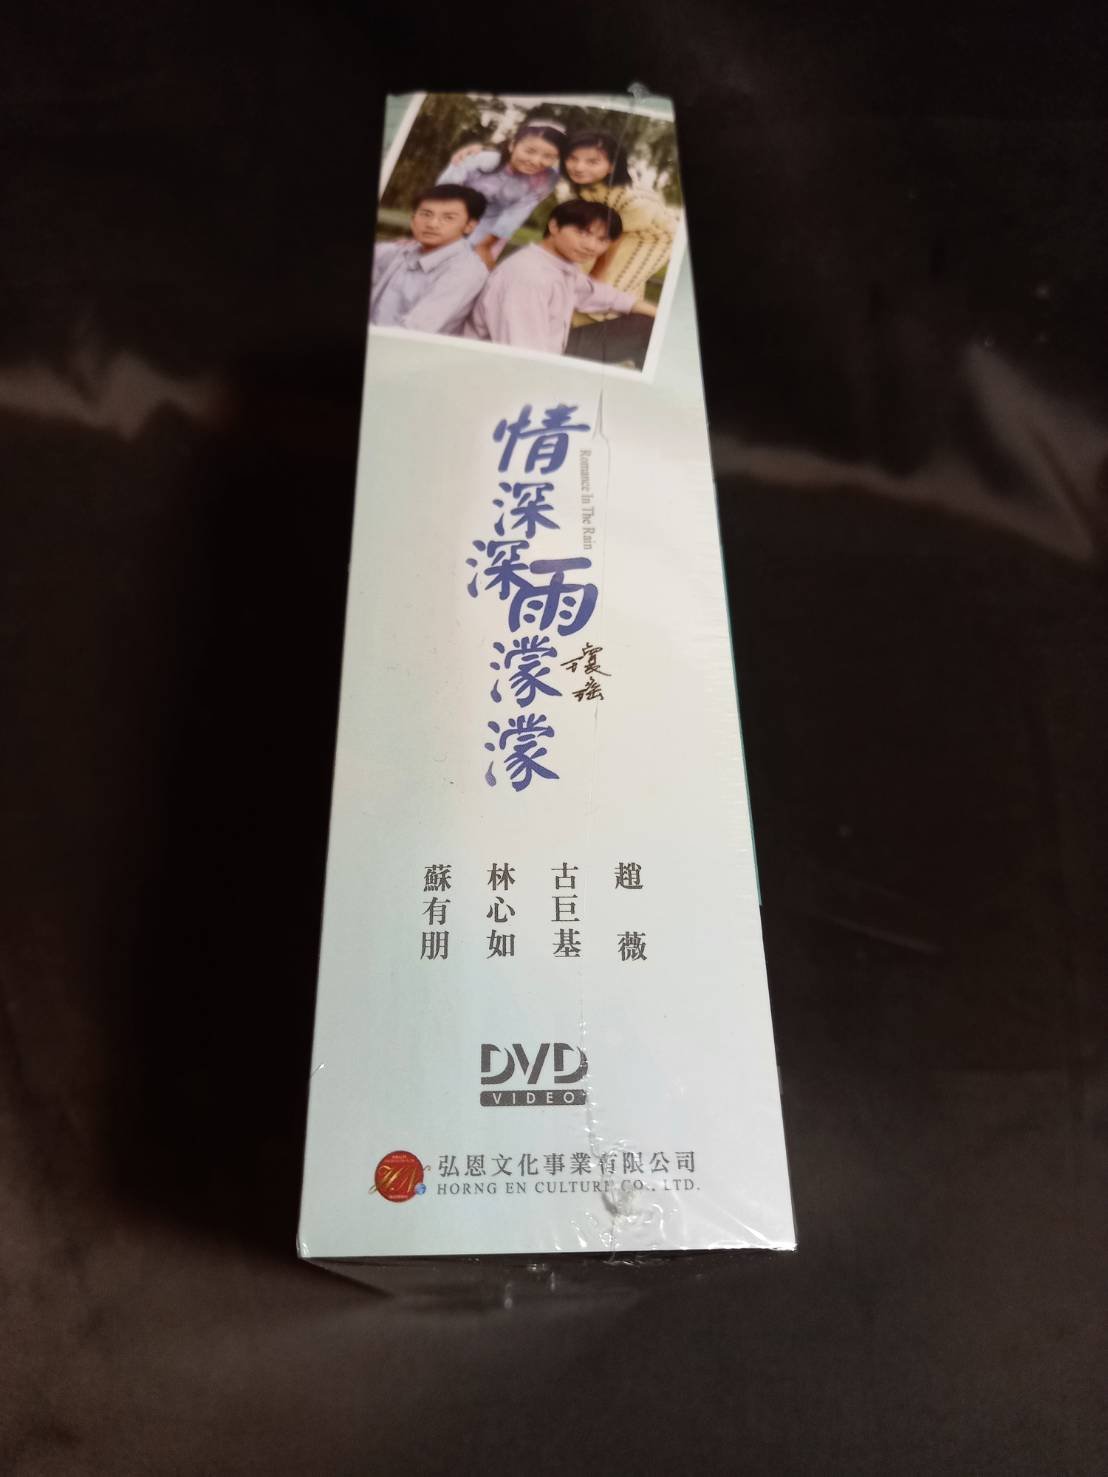 情深深雨濛濛
Romance In The Rain
瓊瑤
趙薇
古巨基
林心如
蘇有朋
DVD
VIDEO
弘恩文化事業有限公司
HORNG EN CULTURE CO., LTD.